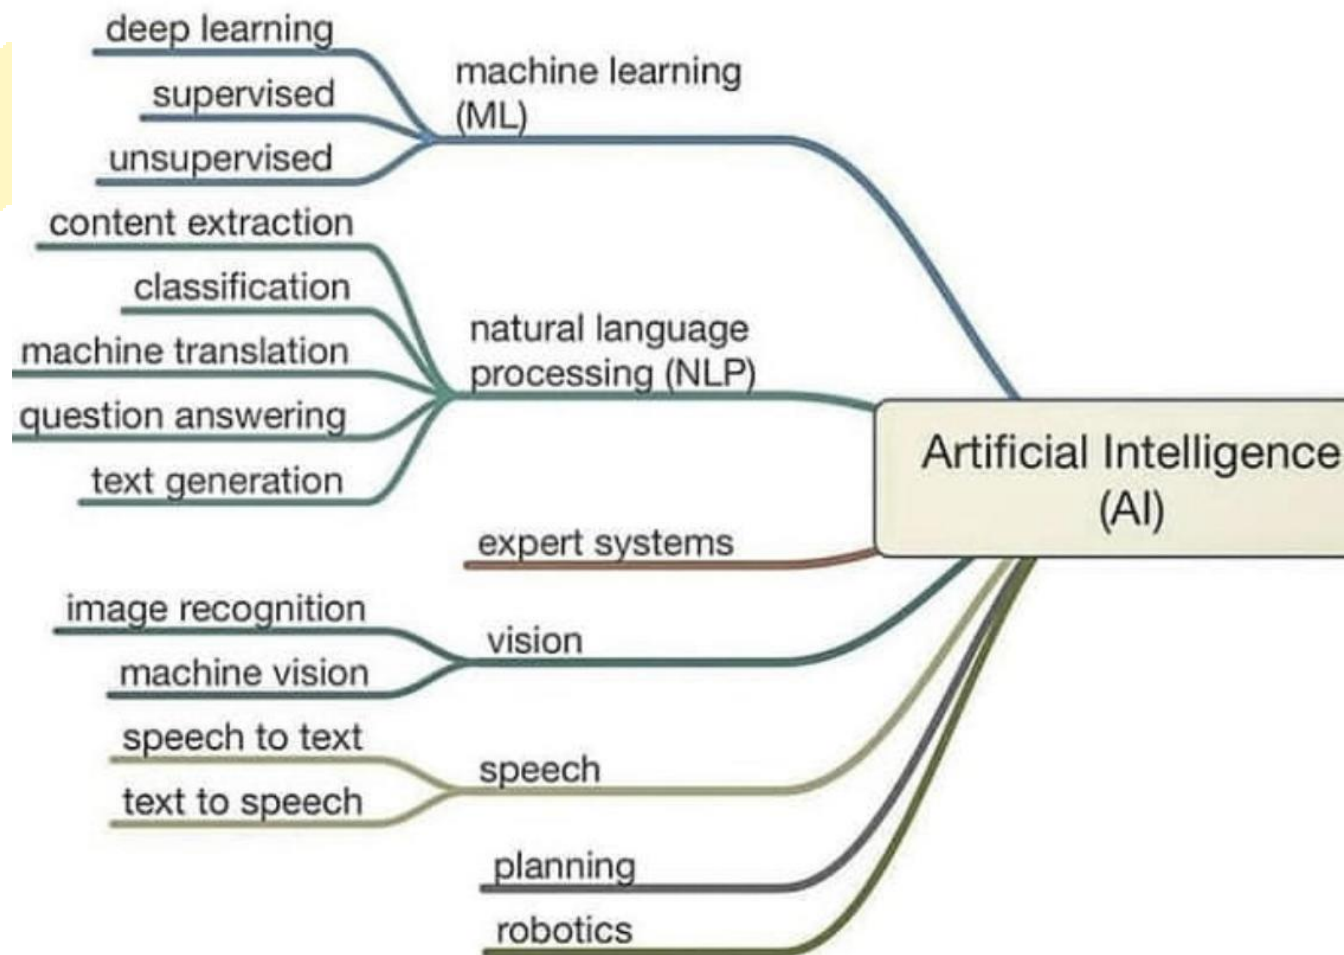 deep learning
supervised
unsupervised
machine learning
(ML)
content extraction
classification
machine translation
question answering
text generation
natural language
processing (NLP)
expert systems
image recognition
machine vision
vision
speech to text
text to speech
speech
planning
robotics
Artificial Intelligence
(AI)